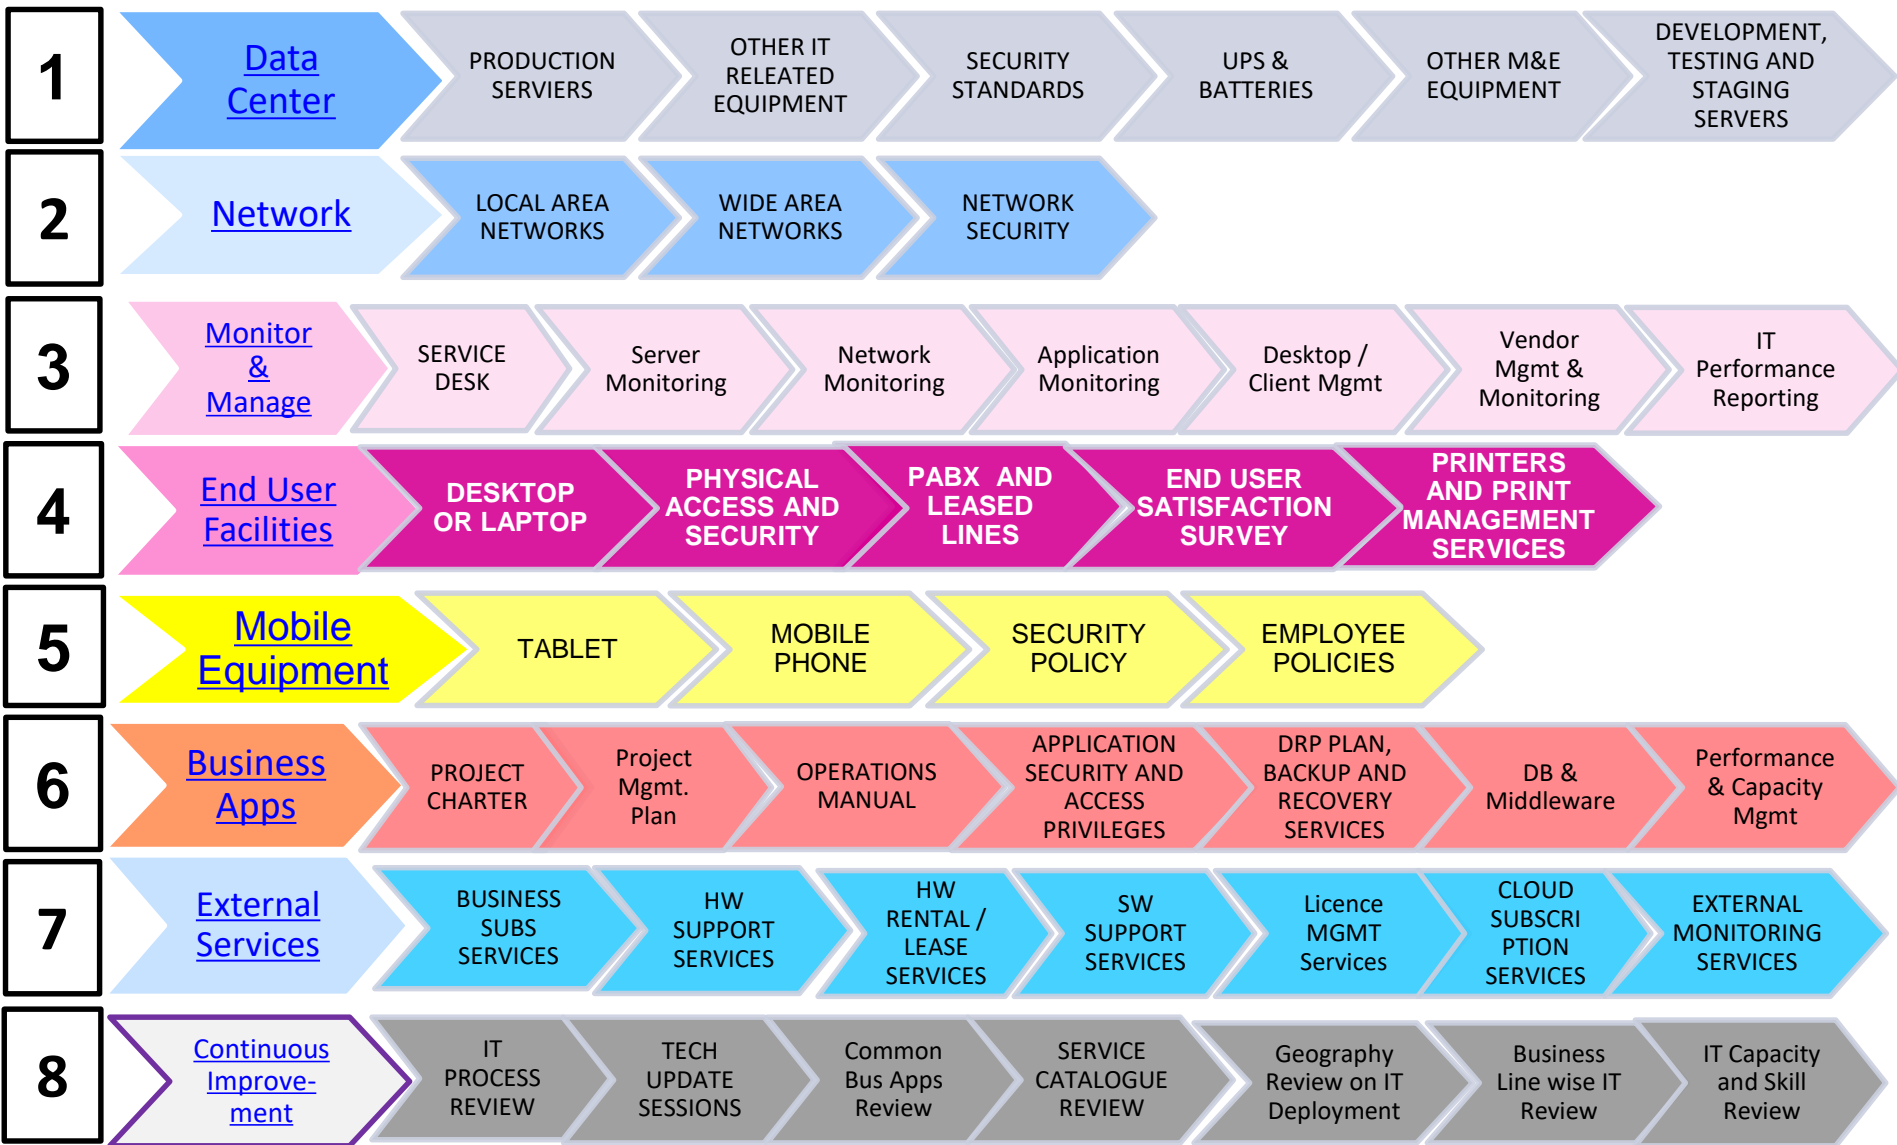 1
Data
Center
PRODUCTION
SERVIERS
OTHER IT
RELEATED
EQUIPMENT
SECURITY
STANDARDS
UPS &
BATTERIES
OTHER M&E
EQUIPMENT
DEVELOPMENT,
TESTING AND
STAGING
SERVERS
2
Network
LOCAL AREA
NETWORKS
WIDE AREA
NETWORKS
NETWORK
SECURITY
3
Monitor
&
Manage
SERVICE
DESK
Server
Monitoring
Network
Monitoring
Application
Monitoring
Desktop /
Client Mgmt
Vendor
Mgmt &
Monitoring
IT
Performance
Reporting
4
End User
Facilities
DESKTOP
OR LAPTOP
PHYSICAL
ACCESS AND
SECURITY
PABX  AND
LEASED
LINES
END USER
SATISFACTION
SURVEY
PRINTERS
AND PRINT
MANAGEMENT
SERVICES
5
Mobile
Equipment
TABLET
MOBILE
PHONE
SECURITY
POLICY
EMPLOYEE
POLICIES
6
Business
Apps
PROJECT
CHARTER
Project
Mgmt.
Plan
OPERATIONS
MANUAL
APPLICATION
SECURITY AND
ACCESS
PRIVILEGES
DRP PLAN,
BACKUP AND
RECOVERY
SERVICES
DB &
Middleware
Performance
& Capacity
Mgmt
7
External
Services
BUSINESS
SUBS
SERVICES
HW
SUPPORT
SERVICES
HW
RENTAL /
LEASE
SERVICES
SW
SUPPORT
SERVICES
Licence
MGMT
Services
CLOUD
SUBSCRI
PTION
SERVICES
EXTERNAL
MONITORING
SERVICES
8
Continuous
Improve-
ment
IT
PROCESS
REVIEW
TECH
UPDATE
SESSIONS
Common
Bus Apps
Review
SERVICE
CATALOGUE
REVIEW
Geography
Review on IT
Deployment
Business
Line wise IT
Review
IT Capacity
and Skill
Review